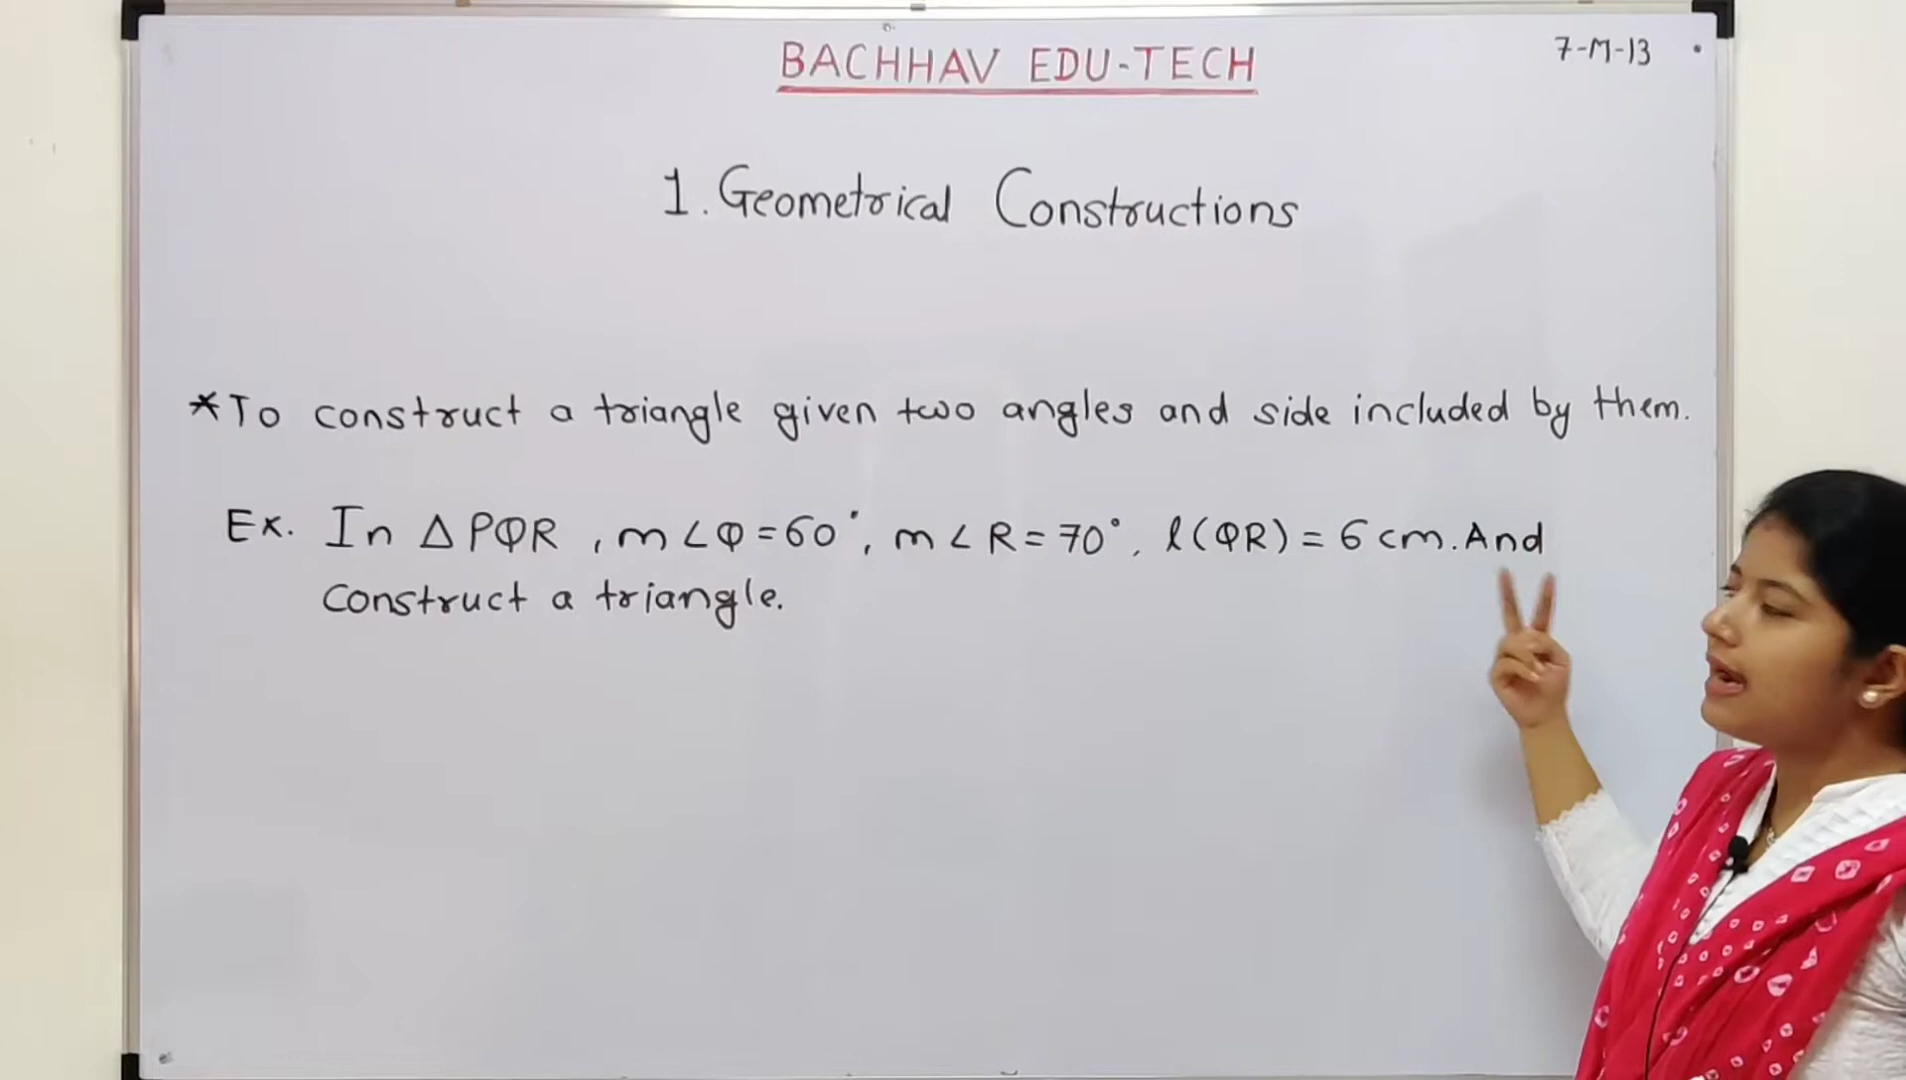 BACHHAV EDU-TECH
7-M-13
1. Geometrical Constructions
*To construct a triangle given two angles and side included by them.
Ex. In Δ PQR, m∠Q=60°, m∠R=70°, l(QR)=6 cm. And
construct a triangle.